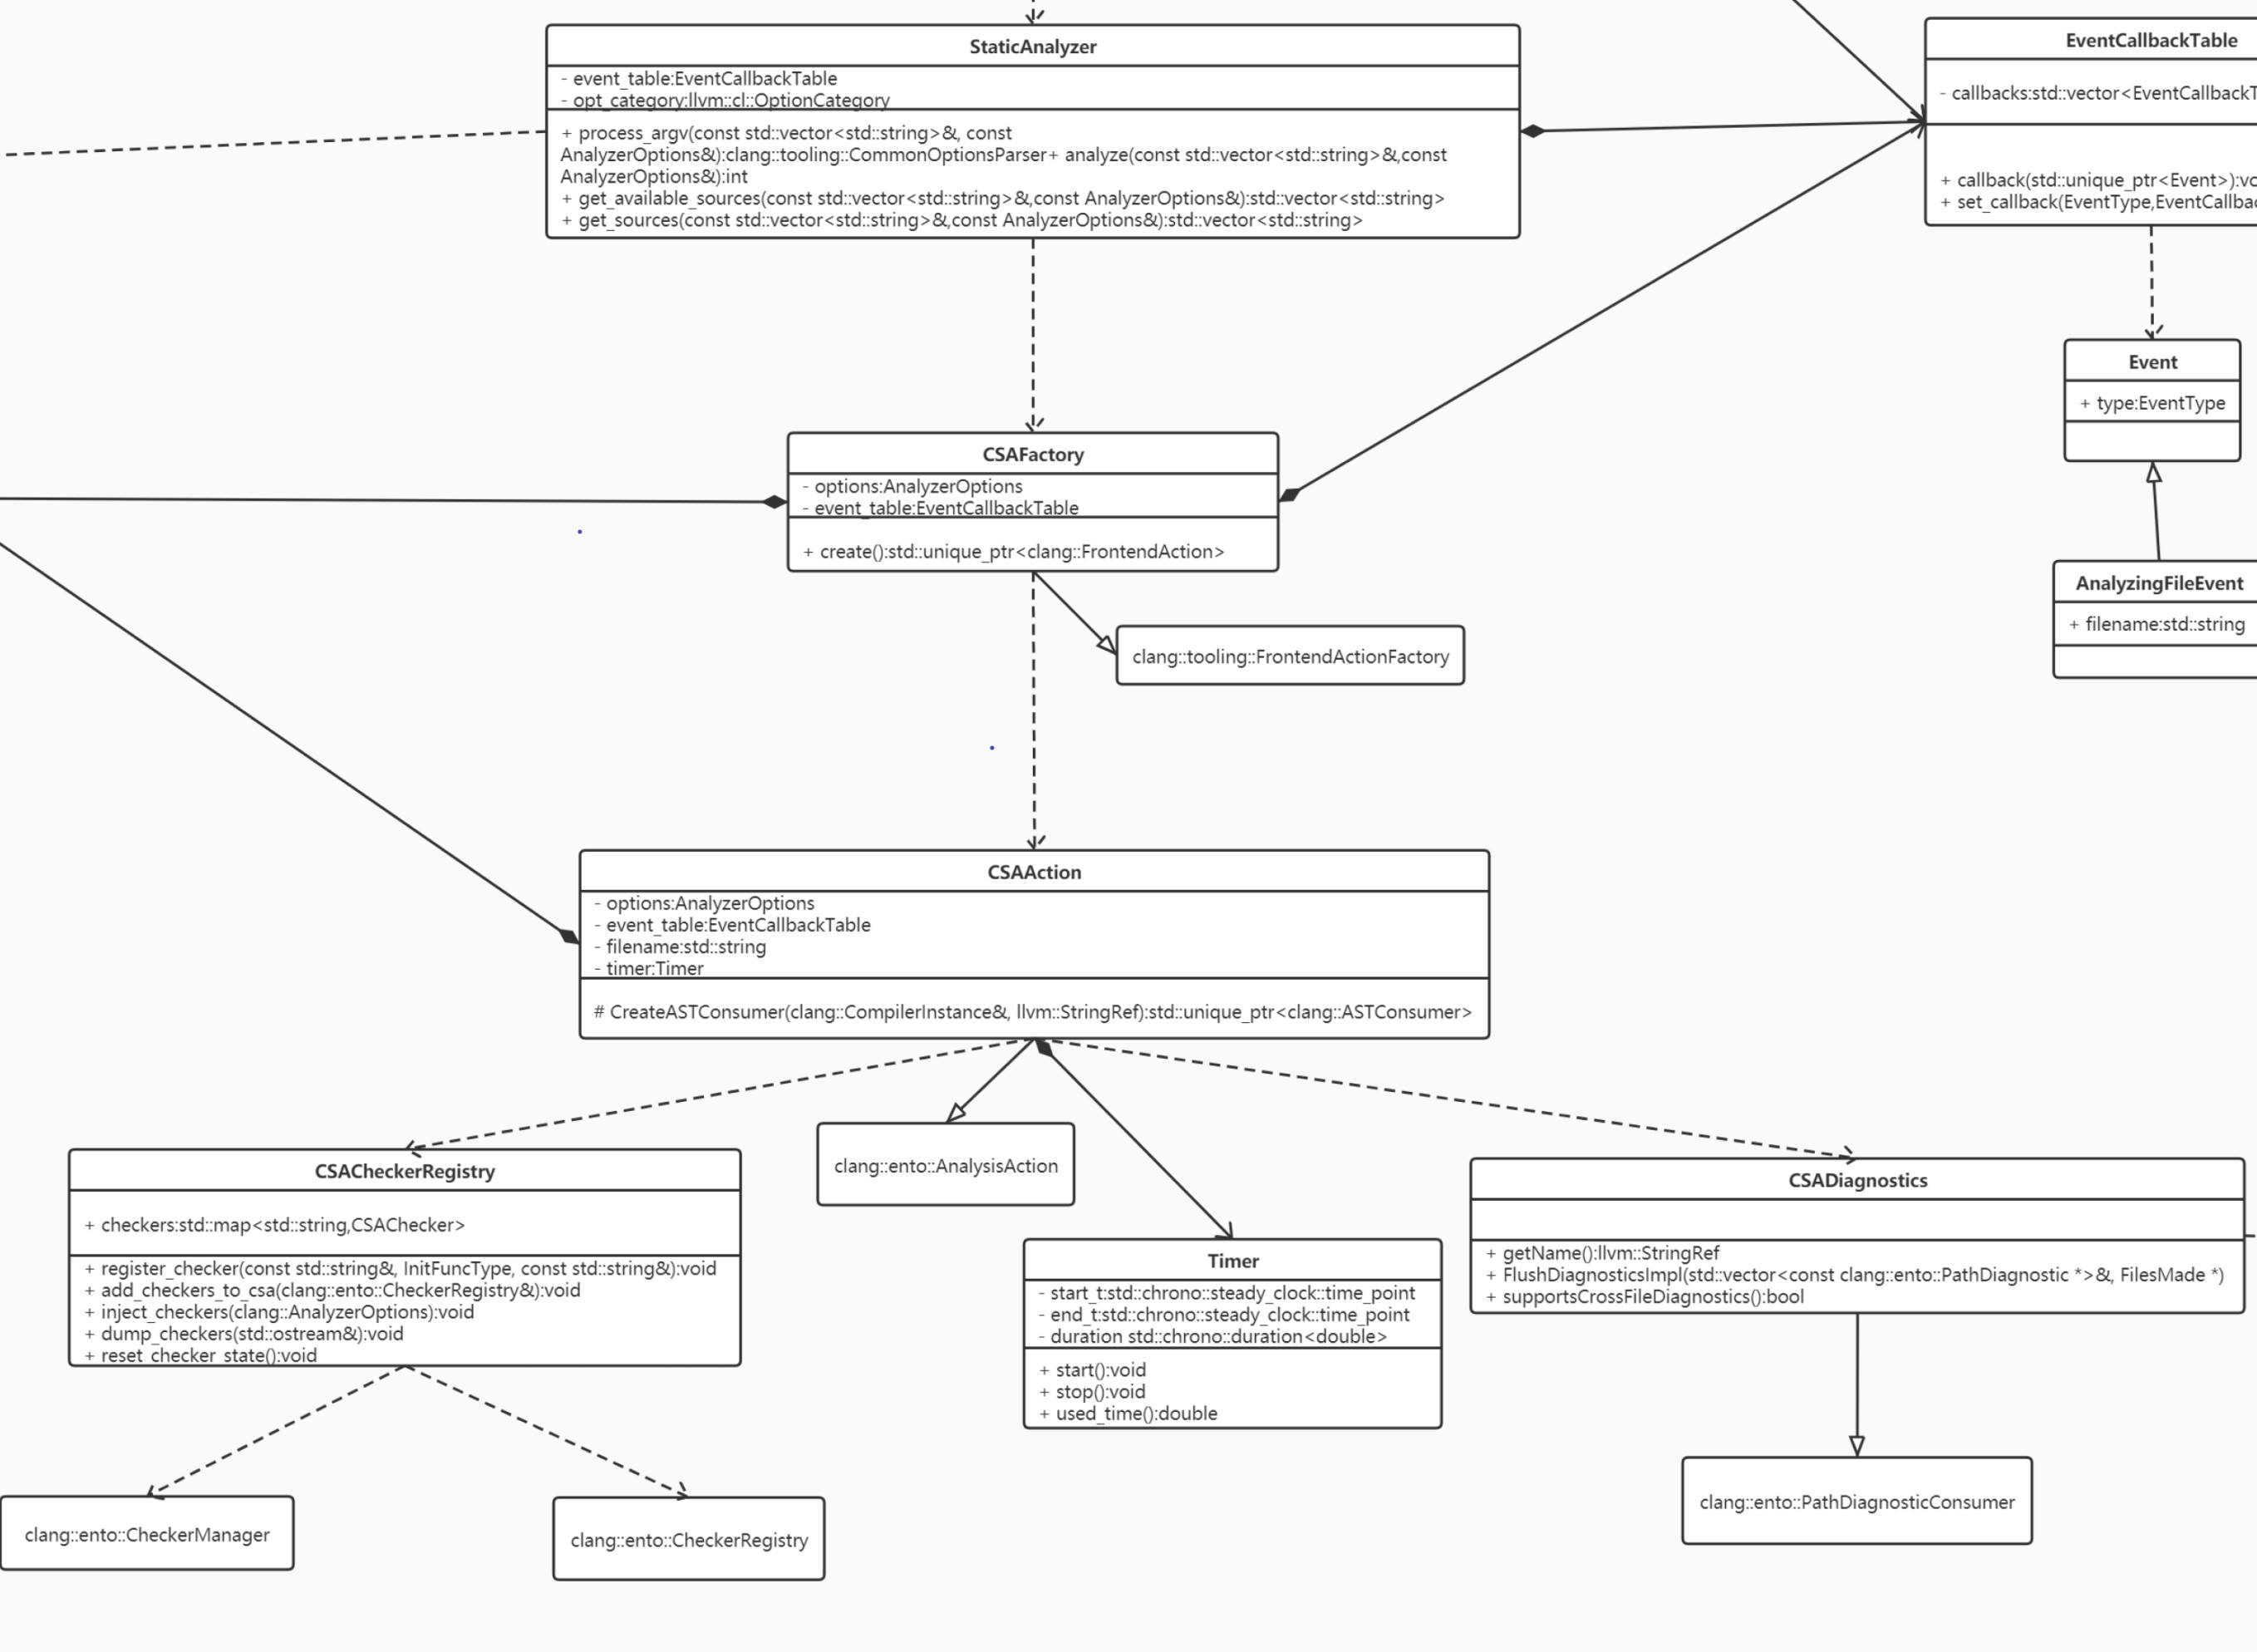 StaticAnalyzer
- event_table:EventCallbackTable
- opt_category:llvm::cl::OptionCategory
+ process_argv(const std::vector<std::string>&, const
AnalyzerOptions&):clang::tooling::CommonOptionsParser+ analyze(const std::vector<std::string>&,const
AnalyzerOptions&):int
+ get_available_sources(const std::vector<std::string>&,const AnalyzerOptions&):std::vector<std::string>
+ get_sources(const std::vector<std::string>&,const AnalyzerOptions&):std::vector<std::string>
EventCallbackTable
- callbacks:std::vector<EventCallbackT
+ callback(std::unique_ptr<Event>):vo
+ set_callback(EventType,EventCallbac
Event
+ type:EventType
CSAFactory
- options:AnalyzerOptions
- event_table:EventCallbackTable
+ create():std::unique_ptr<clang::FrontendAction>
AnalyzingFileEvent
+ filename:std::string
clang::tooling::FrontendActionFactory
CSAAction
- options:AnalyzerOptions
- event_table:EventCallbackTable
- filename:std::string
- timer:Timer
# CreateASTConsumer(clang::CompilerInstance&, llvm::StringRef):std::unique_ptr<clang::ASTConsumer>
CSACheckerRegistry
+ checkers:std::map<std::string,CSAChecker>
+ register_checker(const std::string&, InitFuncType, const std::string&):void
+ add_checkers_to_csa(clang::ento::CheckerRegistry&):void
+ inject_checkers(clang::AnalyzerOptions):void
+ dump_checkers(std::ostream&):void
+ reset_checker_state():void
clang::ento::AnalysisAction
Timer
- start_t:std::chrono::steady_clock::time_point
- end_t:std::chrono::steady_clock::time_point
- duration std::chrono::duration<double>
+ start():void
+ stop():void
+ used_time():double
CSADiagnostics
+ getName():llvm::StringRef
+ FlushDiagnosticsImpl(std::vector<const clang::ento::PathDiagnostic *>&, FilesMade *)
+ supportsCrossFileDiagnostics():bool
clang::ento::CheckerManager
clang::ento::CheckerRegistry
clang::ento::PathDiagnosticConsumer